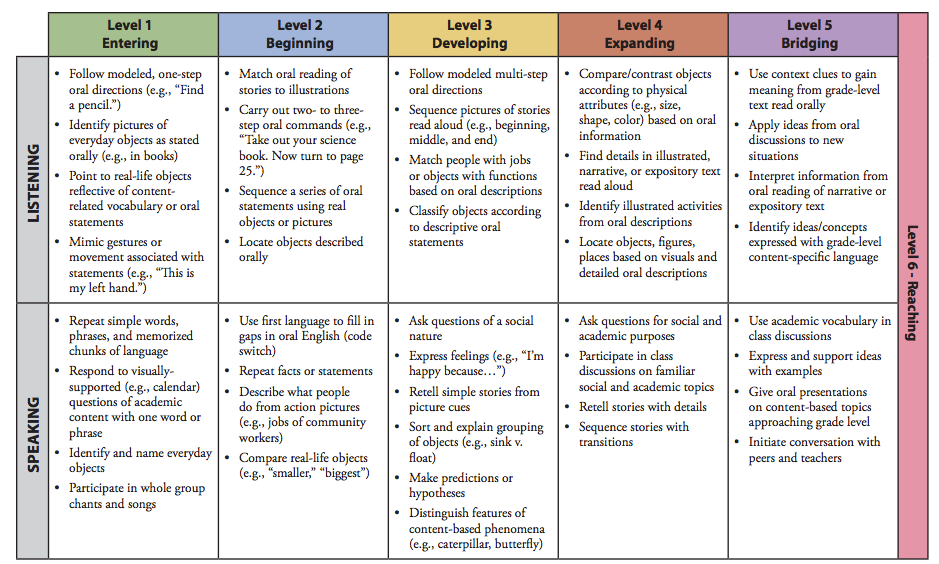 Level 1
Entering
Level 2
Beginning
Level 3
Developing
Level 4
Expanding
Level 5
Bridging
LISTENING
• Follow modeled, one-step
oral directions (e.g., “Find
a pencil.”)
• Identify pictures of
everyday objects as stated
orally (e.g., in books)
• Point to real-life objects
reflective of content-
related vocabulary or oral
statements
• Mimic gestures or
movement associated with
statements (e.g., “This is
my left hand.”)
• Match oral reading of
stories to illustrations
• Carry out two- to three-
step oral commands (e.g.,
“Take out your science
book. Now turn to page
25.”)
• Sequence a series of oral
statements using real
objects or pictures
• Locate objects described
orally
• Follow modeled multi-step
oral directions
• Sequence pictures of stories
read aloud (e.g., beginning,
middle, and end)
• Match people with jobs
or objects with functions
based on oral descriptions
• Classify objects according
to descriptive oral
statements
• Compare/contrast objects
according to physical
attributes (e.g., size,
shape, color) based on oral
information
• Find details in illustrated,
narrative, or expository text
read aloud
• Identify illustrated activities
from oral descriptions
• Locate objects, figures,
places based on visuals and
detailed oral descriptions
• Use context clues to gain
meaning from grade-level
text read orally
• Apply ideas from oral
discussions to new
situations
• Interpret information from
oral reading of narrative or
expository text
• Identify ideas/concepts
expressed with grade-level
content-specific language
SPEAKING
• Repeat simple words,
phrases, and memorized
chunks of language
• Respond to visually-
supported (e.g., calendar)
questions of academic
content with one word or
phrase
• Identify and name everyday
objects
• Participate in whole group
chants and songs
• Use first language to fill in
gaps in oral English (code
switch)
• Repeat facts or statements
• Describe what people
do from action pictures
(e.g., jobs of community
workers)
• Compare real-life objects
(e.g., “smaller,” “biggest”)
• Ask questions of a social
nature
• Express feelings (e.g., “I’m
happy because…”)
• Retell simple stories from
picture cues
• Sort and explain grouping
of objects (e.g., sink v.
float)
• Make predictions or
hypotheses
• Distinguish features of
content-based phenomena
(e.g., caterpillar, butterfly)
• Ask questions for social and
academic purposes
• Participate in class
discussions on familiar
social and academic topics
• Retell stories with details
• Sequence stories with
transitions
• Use academic vocabulary in
class discussions
• Express and support ideas
with examples
• Give oral presentations
on content-based topics
approaching grade level
• Initiate conversation with
peers and teachers
Level 6 - Reaching